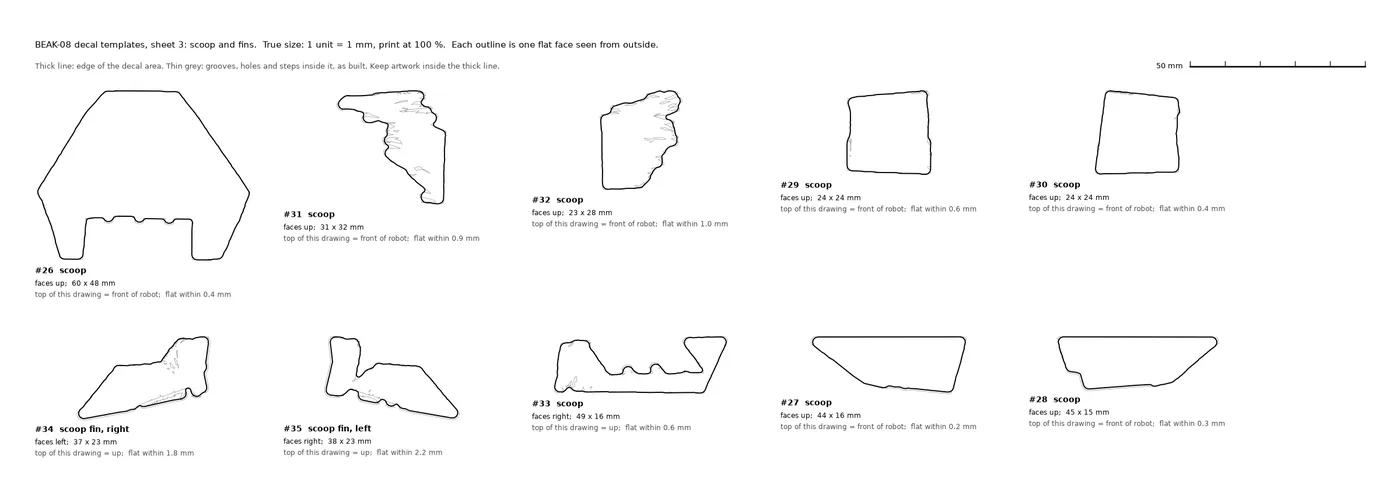 BEAK-08 decal templates, sheet 3: scoop and fins.  True size: 1 unit = 1 mm, print at 100 %.  Each outline is one flat face seen from outside.
Thick line: edge of the decal area. Thin grey: grooves, holes and steps inside it, as built. Keep artwork inside the thick line.
50 mm
#26  scoop
faces up;  60 x 48 mm
top of this drawing = front of robot;  flat within 0.4 mm
#31  scoop
faces up;  31 x 32 mm
top of this drawing = front of robot;  flat within 0.9 mm
#32  scoop
faces up;  23 x 28 mm
top of this drawing = front of robot;  flat within 1.0 mm
#29  scoop
faces up;  24 x 24 mm
top of this drawing = front of robot;  flat within 0.6 mm
#30  scoop
faces up;  24 x 24 mm
top of this drawing = front of robot;  flat within 0.4 mm
#34  scoop fin, right
faces left;  37 x 23 mm
top of this drawing = up;  flat within 1.8 mm
#35  scoop fin, left
faces right;  38 x 23 mm
top of this drawing = up;  flat within 2.2 mm
#33  scoop
faces right;  49 x 16 mm
top of this drawing = up;  flat within 0.6 mm
#27  scoop
faces up;  44 x 16 mm
top of this drawing = front of robot;  flat within 0.2 mm
#28  scoop
faces up;  45 x 15 mm
top of this drawing = front of robot;  flat within 0.3 mm